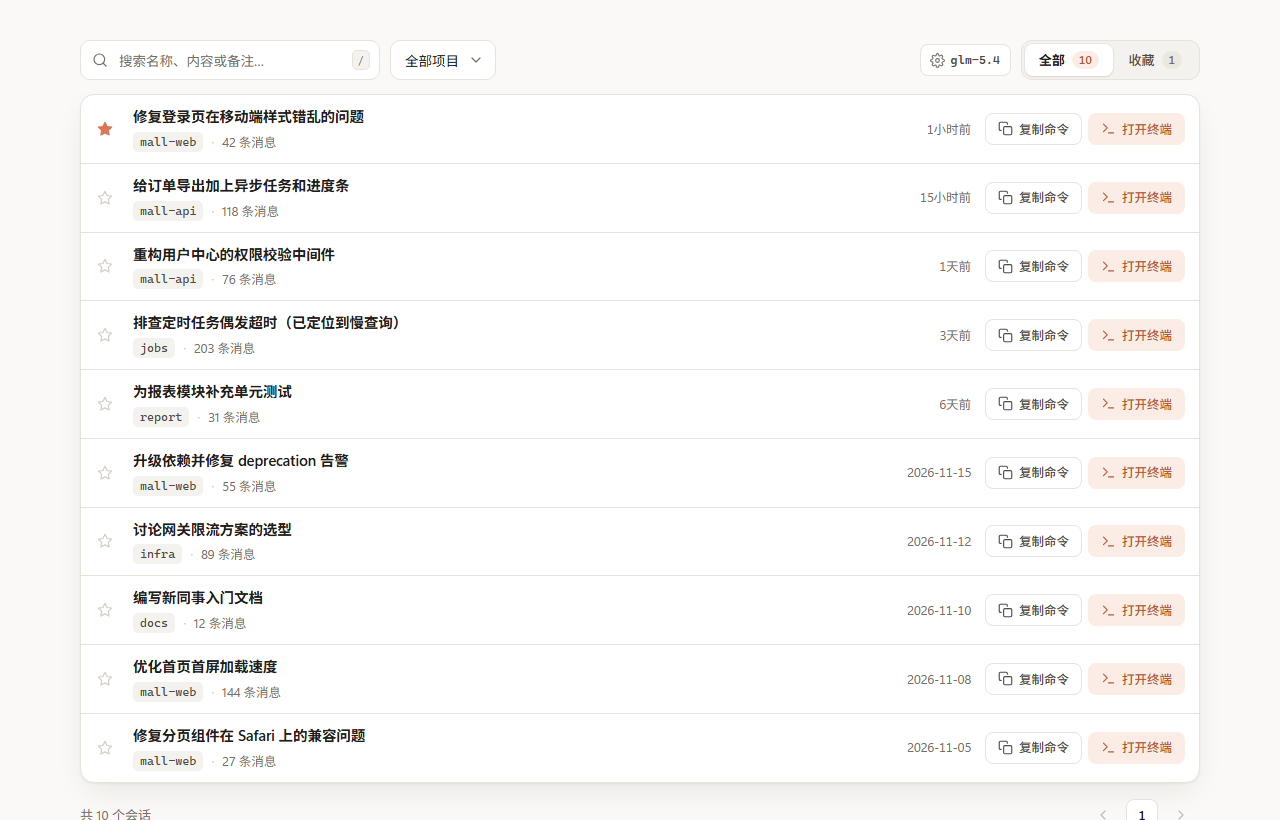 搜索名称、内容或备注... /
全部项目
glm-5.4
全部 10
收藏 1
修复登录页在移动端样式错乱的问题
mall-web · 42 条消息
1小时前
复制命令
打开终端
给订单导出加上异步任务和进度条
mall-api · 118 条消息
15小时前
复制命令
打开终端
重构用户中心的权限校验中间件
mall-api · 76 条消息
1天前
复制命令
打开终端
排查定时任务偶发超时（已定位到慢查询）
jobs · 203 条消息
3天前
复制命令
打开终端
为报表模块补充单元测试
report · 31 条消息
6天前
复制命令
打开终端
升级依赖并修复 deprecation 告警
mall-web · 55 条消息
2026-11-15
复制命令
打开终端
讨论网关限流方案的选型
infra · 89 条消息
2026-11-12
复制命令
打开终端
编写新同事入门文档
docs · 12 条消息
2026-11-10
复制命令
打开终端
优化首页首屏加载速度
mall-web · 144 条消息
2026-11-08
复制命令
打开终端
修复分页组件在 Safari 上的兼容问题
mall-web · 27 条消息
2026-11-05
复制命令
打开终端
共 10 个会话
1